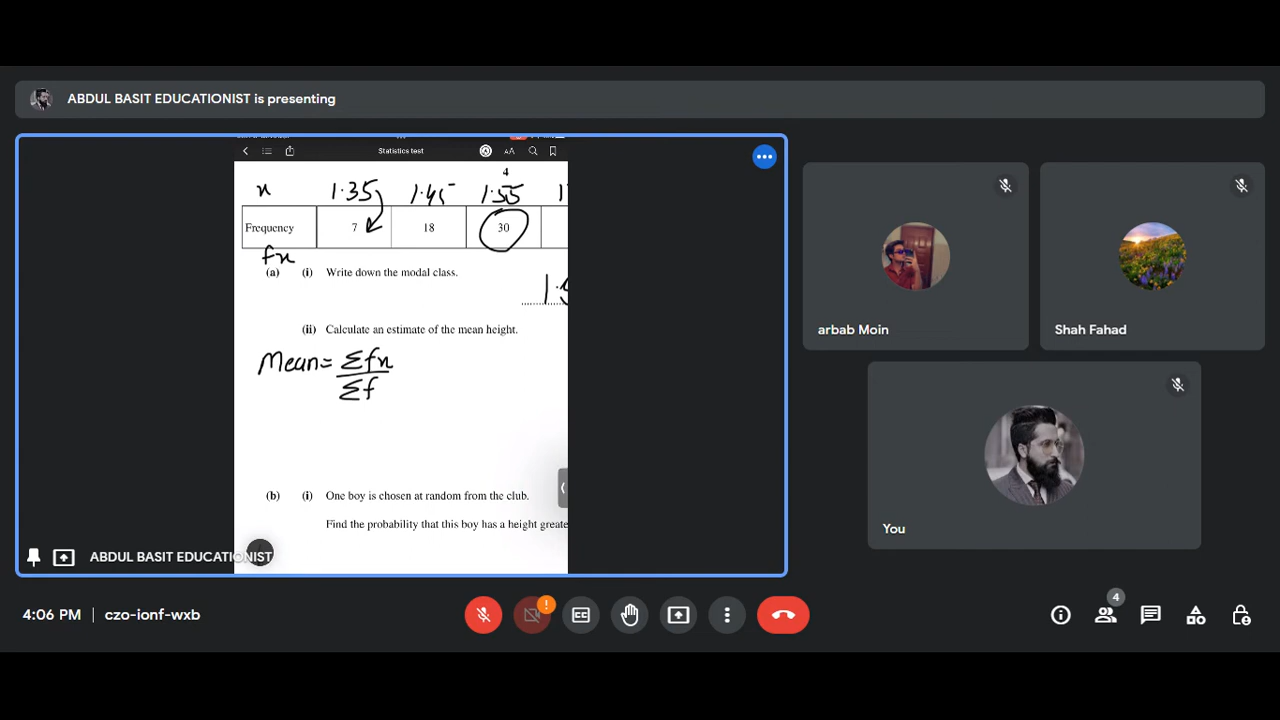 ABDUL BASIT EDUCATIONIST is presenting
Statistics test
AA
4
x 1.35 1.45 1.55
Frequency 7 18 30
fx
(a) (i) Write down the modal class.
(ii) Calculate an estimate of the mean height.
Mean = Σfx
Σf
(b) (i) One boy is chosen at random from the club.
Find the probability that this boy has a height greate
ABDUL BASIT EDUCATIONIST
arbab Moin
Shah Fahad
You
4:06 PM | czo-ionf-wxb
CC
4